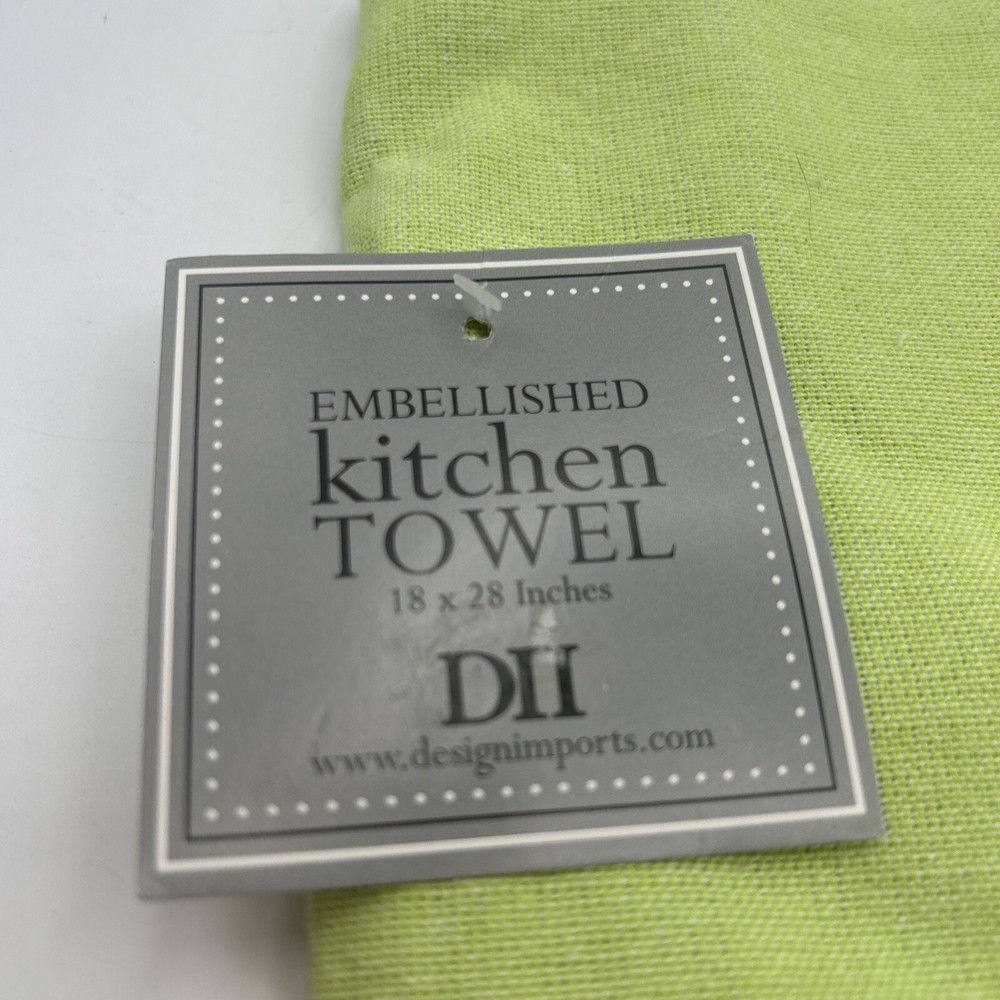 EMBELLISHED
kitchen
TOWEL
18 x 28 Inches
DII
www.designimports.com